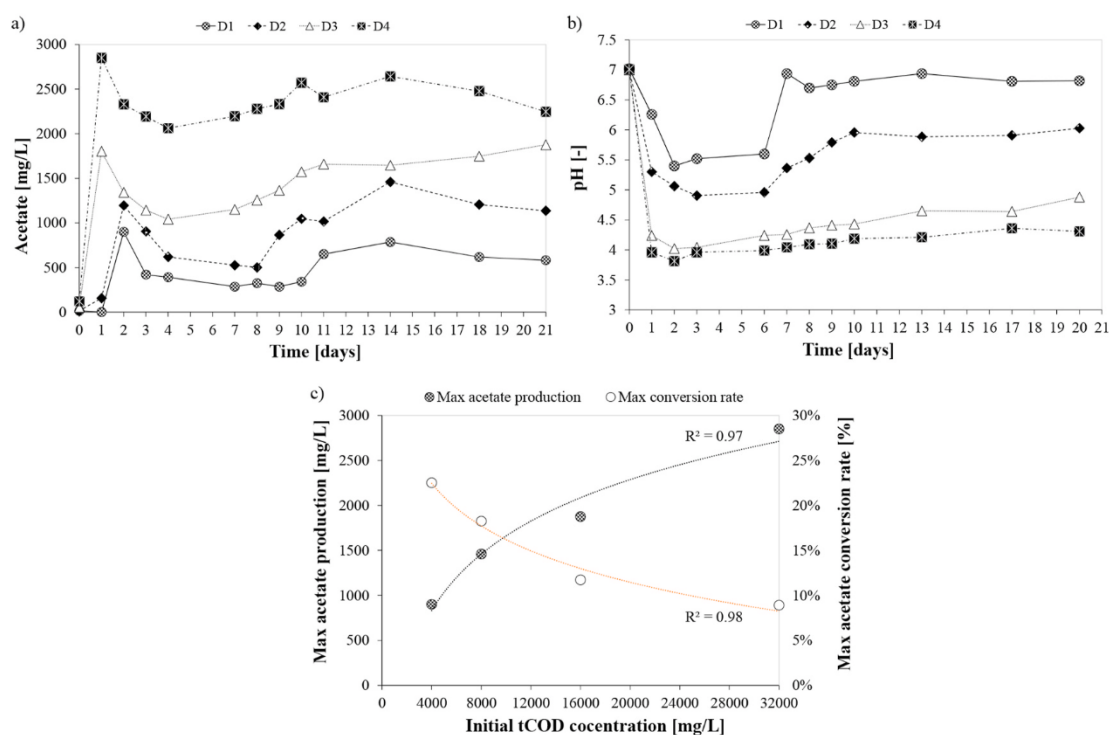 a)
D1 D2 D3 D4
3000
2500
2000
1500
1000
500
0
Acetate [mg/L]
0 1 2 3 4 5 6 7 8 9 10 11 12 13 14 15 16 17 18 19 20 21
Time [days]
b)
D1 D2 D3 D4
7.5
7
6.5
6
5.5
5
4.5
4
3.5
3
pH [-]
0 1 2 3 4 5 6 7 8 9 10 11 12 13 14 15 16 17 18 19 20 21
Time [days]
c)
Max acetate production Max conversion rate
3000
2500
2000
1500
1000
500
0
Max acetate production [mg/L]
R² = 0.97
R² = 0.98
30%
25%
20%
15%
10%
5%
0%
Max acetate conversion rate [%]
0 4000 8000 12000 16000 20000 24000 28000 32000
Initial tCOD cocentration [mg/L]